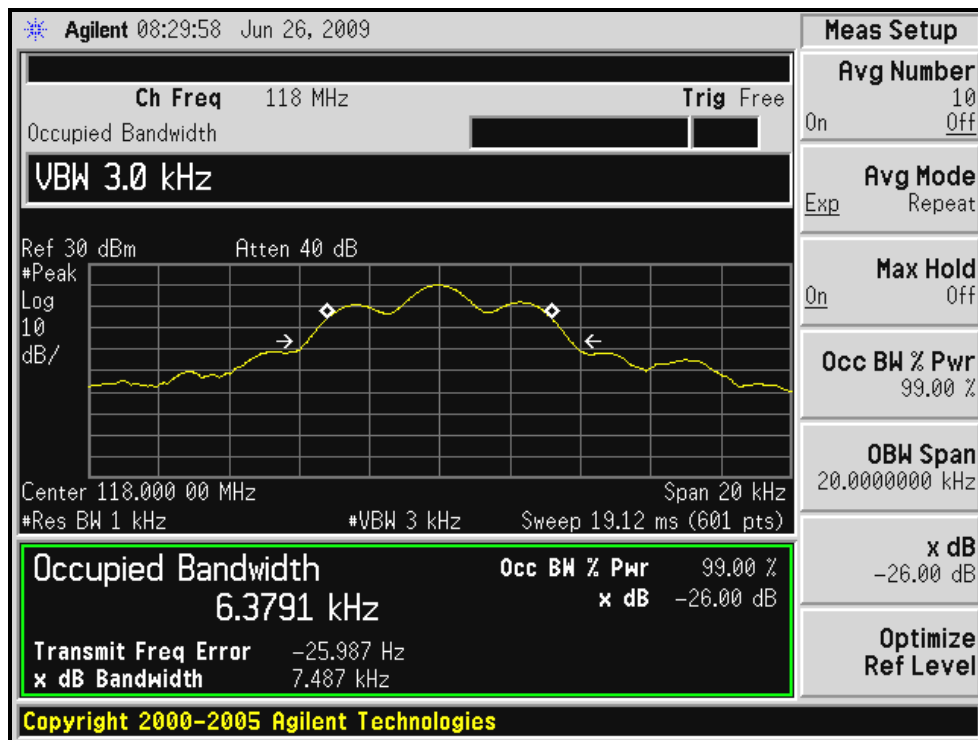 Agilent 08:29:58 Jun 26, 2009
Ch Freq 118 MHz Trig Free
Occupied Bandwidth
VBW 3.0 kHz
Ref 30 dBm Atten 40 dB
#Peak
Log
10
dB/
Center 118.000 00 MHz Span 20 kHz
#Res BW 1 kHz #VBW 3 kHz Sweep 19.12 ms (601 pts)
Occupied Bandwidth
6.3791 kHz
Occ BW % Pwr 99.00 %
x dB -26.00 dB
Transmit Freq Error -25.987 Hz
x dB Bandwidth 7.487 kHz
Copyright 2000-2005 Agilent Technologies
Meas Setup
Avg Number
10
On Off
Avg Mode
Exp Repeat
Max Hold
On Off
Occ BW % Pwr
99.00 %
OBW Span
20.0000000 kHz
x dB
-26.00 dB
Optimize
Ref Level